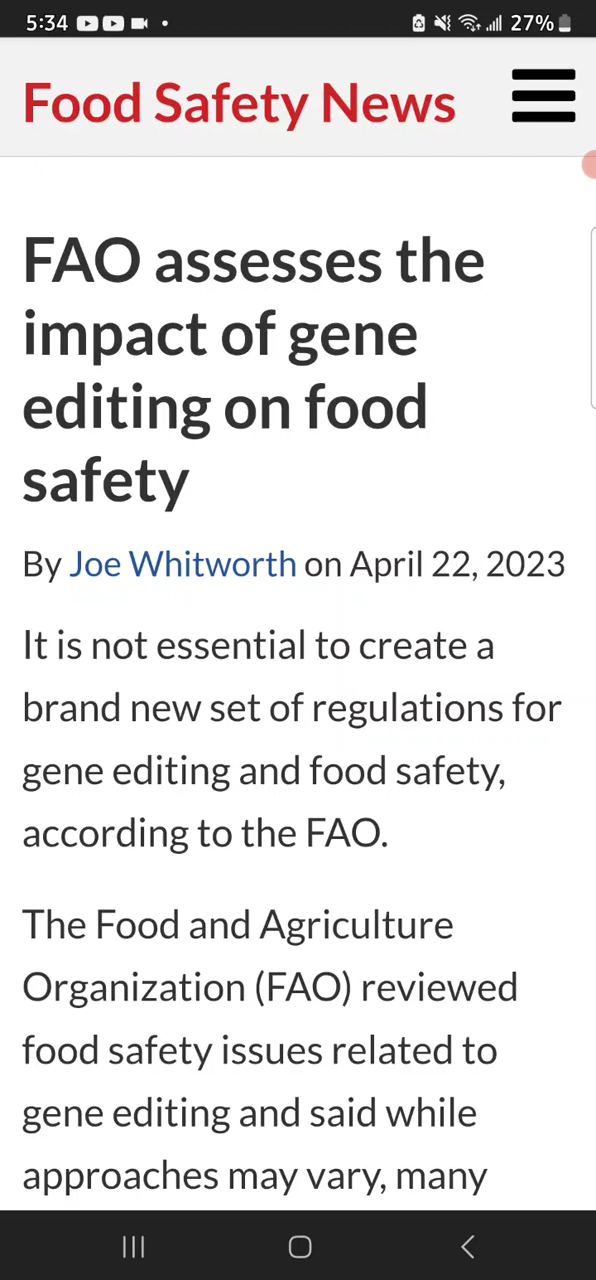 5:34
27%
Food Safety News
FAO assesses the
impact of gene
editing on food
safety
By Joe Whitworth on April 22, 2023
It is not essential to create a
brand new set of regulations for
gene editing and food safety,
according to the FAO.
The Food and Agriculture
Organization (FAO) reviewed
food safety issues related to
gene editing and said while
approaches may vary, many